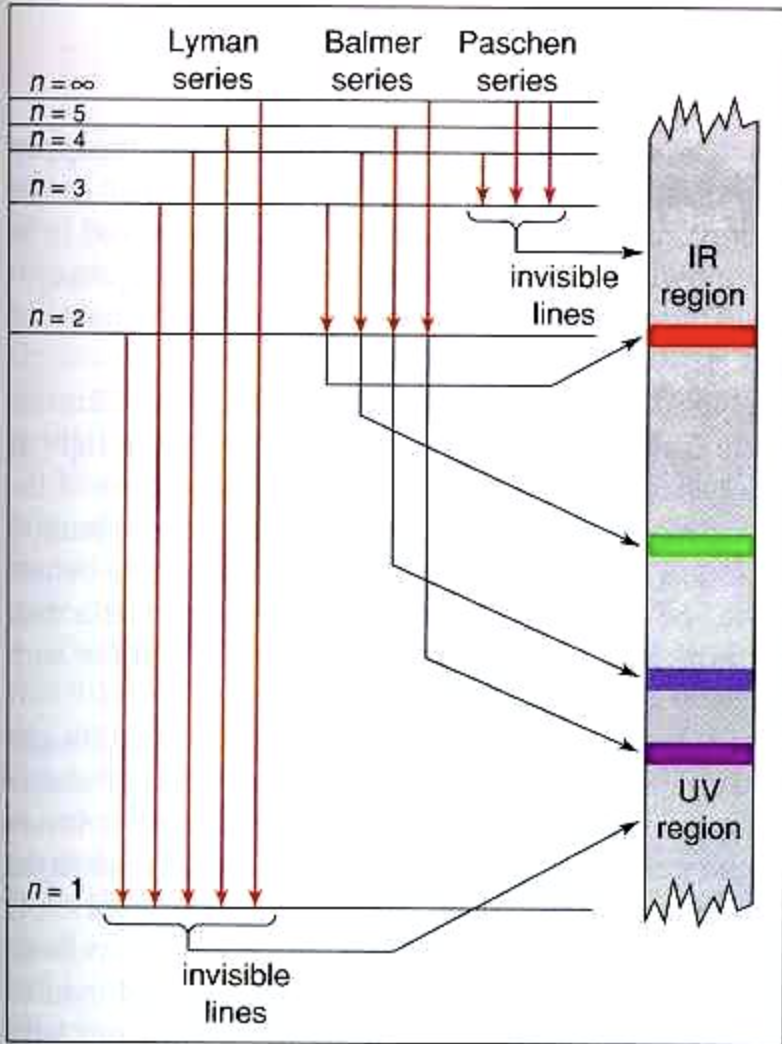 Lyman series
Balmer series
Paschen series
n = ∞
n = 5
n = 4
n = 3
invisible lines
IR region
n = 2
UV region
n = 1
invisible lines